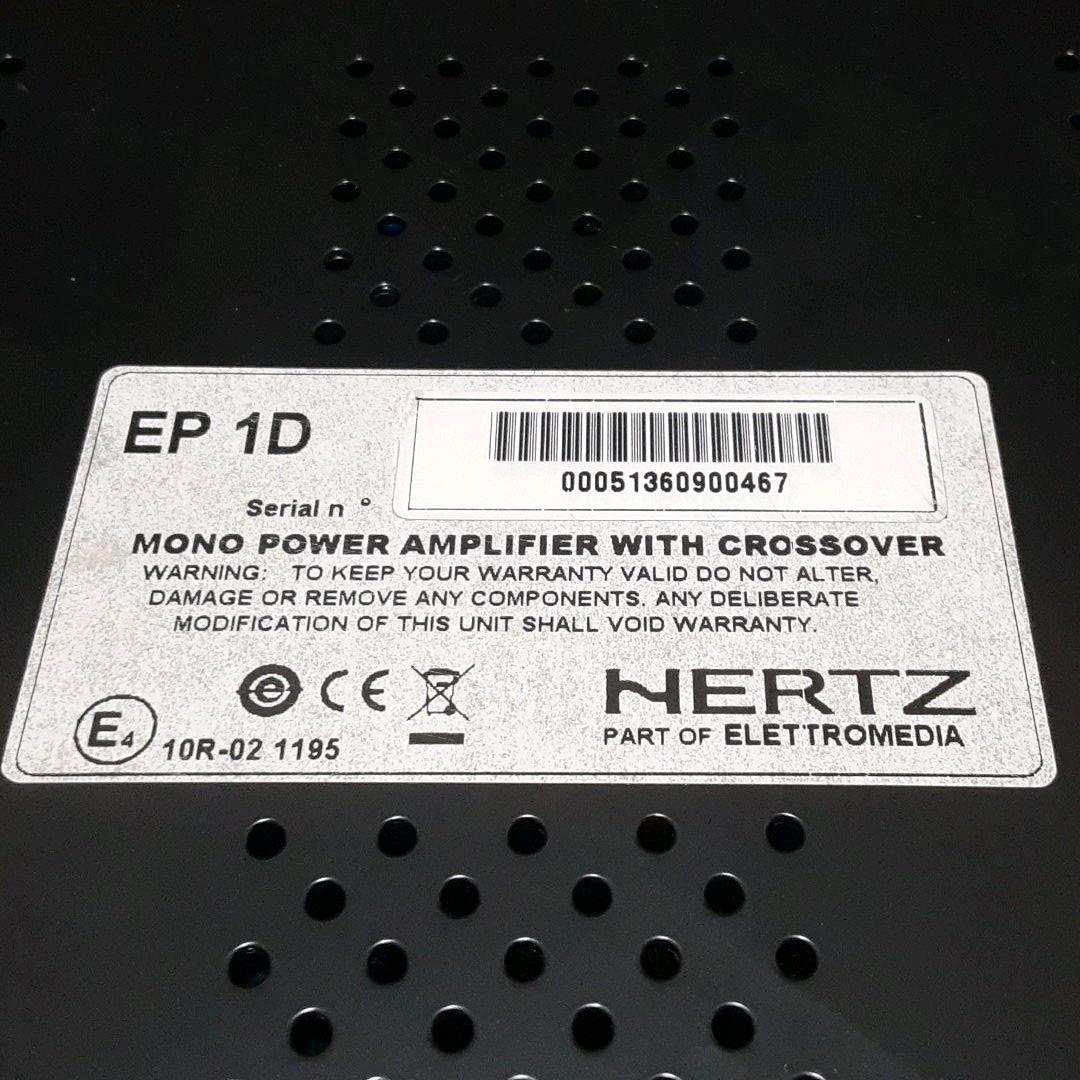 EP 1D
00051360900467
Serial n°
MONO POWER AMPLIFIER WITH CROSSOVER
WARNING: TO KEEP YOUR WARRANTY VALID DO NOT ALTER,
DAMAGE OR REMOVE ANY COMPONENTS. ANY DELIBERATE
MODIFICATION OF THIS UNIT SHALL VOID WARRANTY.
e CE
HERTZ
PART OF ELETTROMEDIA
E4 10R-02 1195